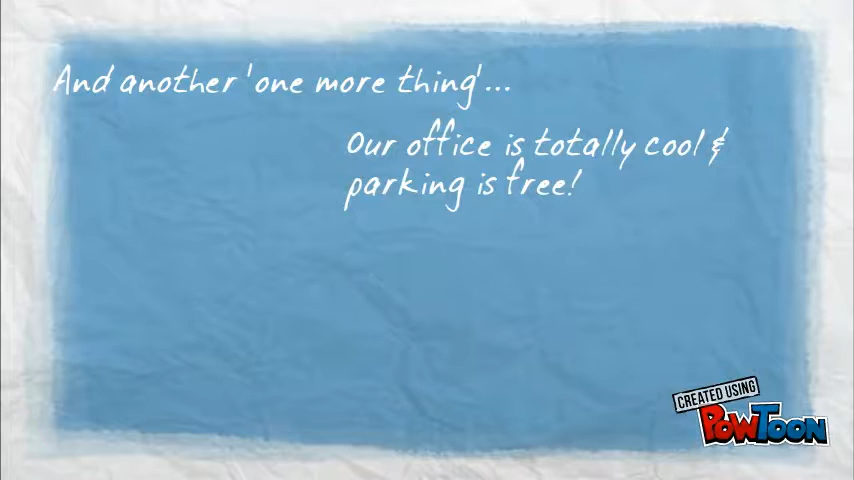 And another 'one more thing'...
Our office is totally cool &
parking is free!
CREATED USING
POWTOON